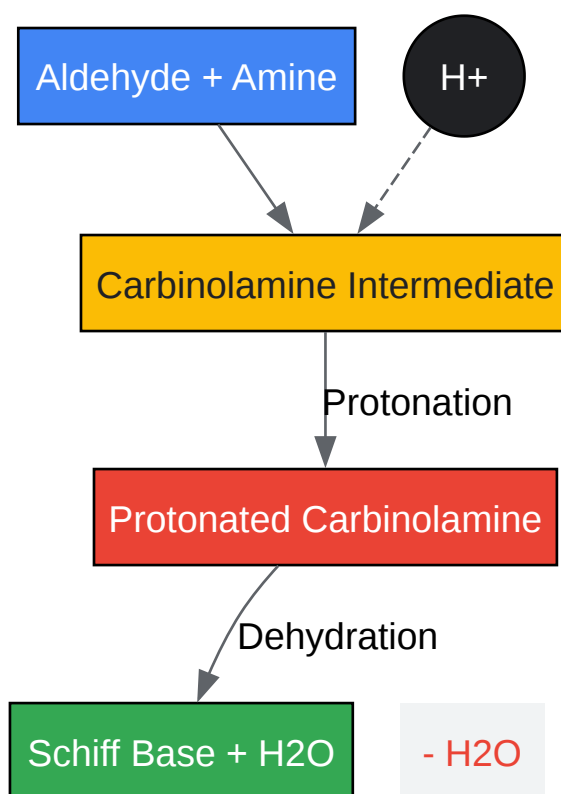 Aldehyde + Amine
H+
Carbinolamine Intermediate
Protonation
Protonated Carbinolamine
Dehydration
Schiff Base + H2O
- H2O